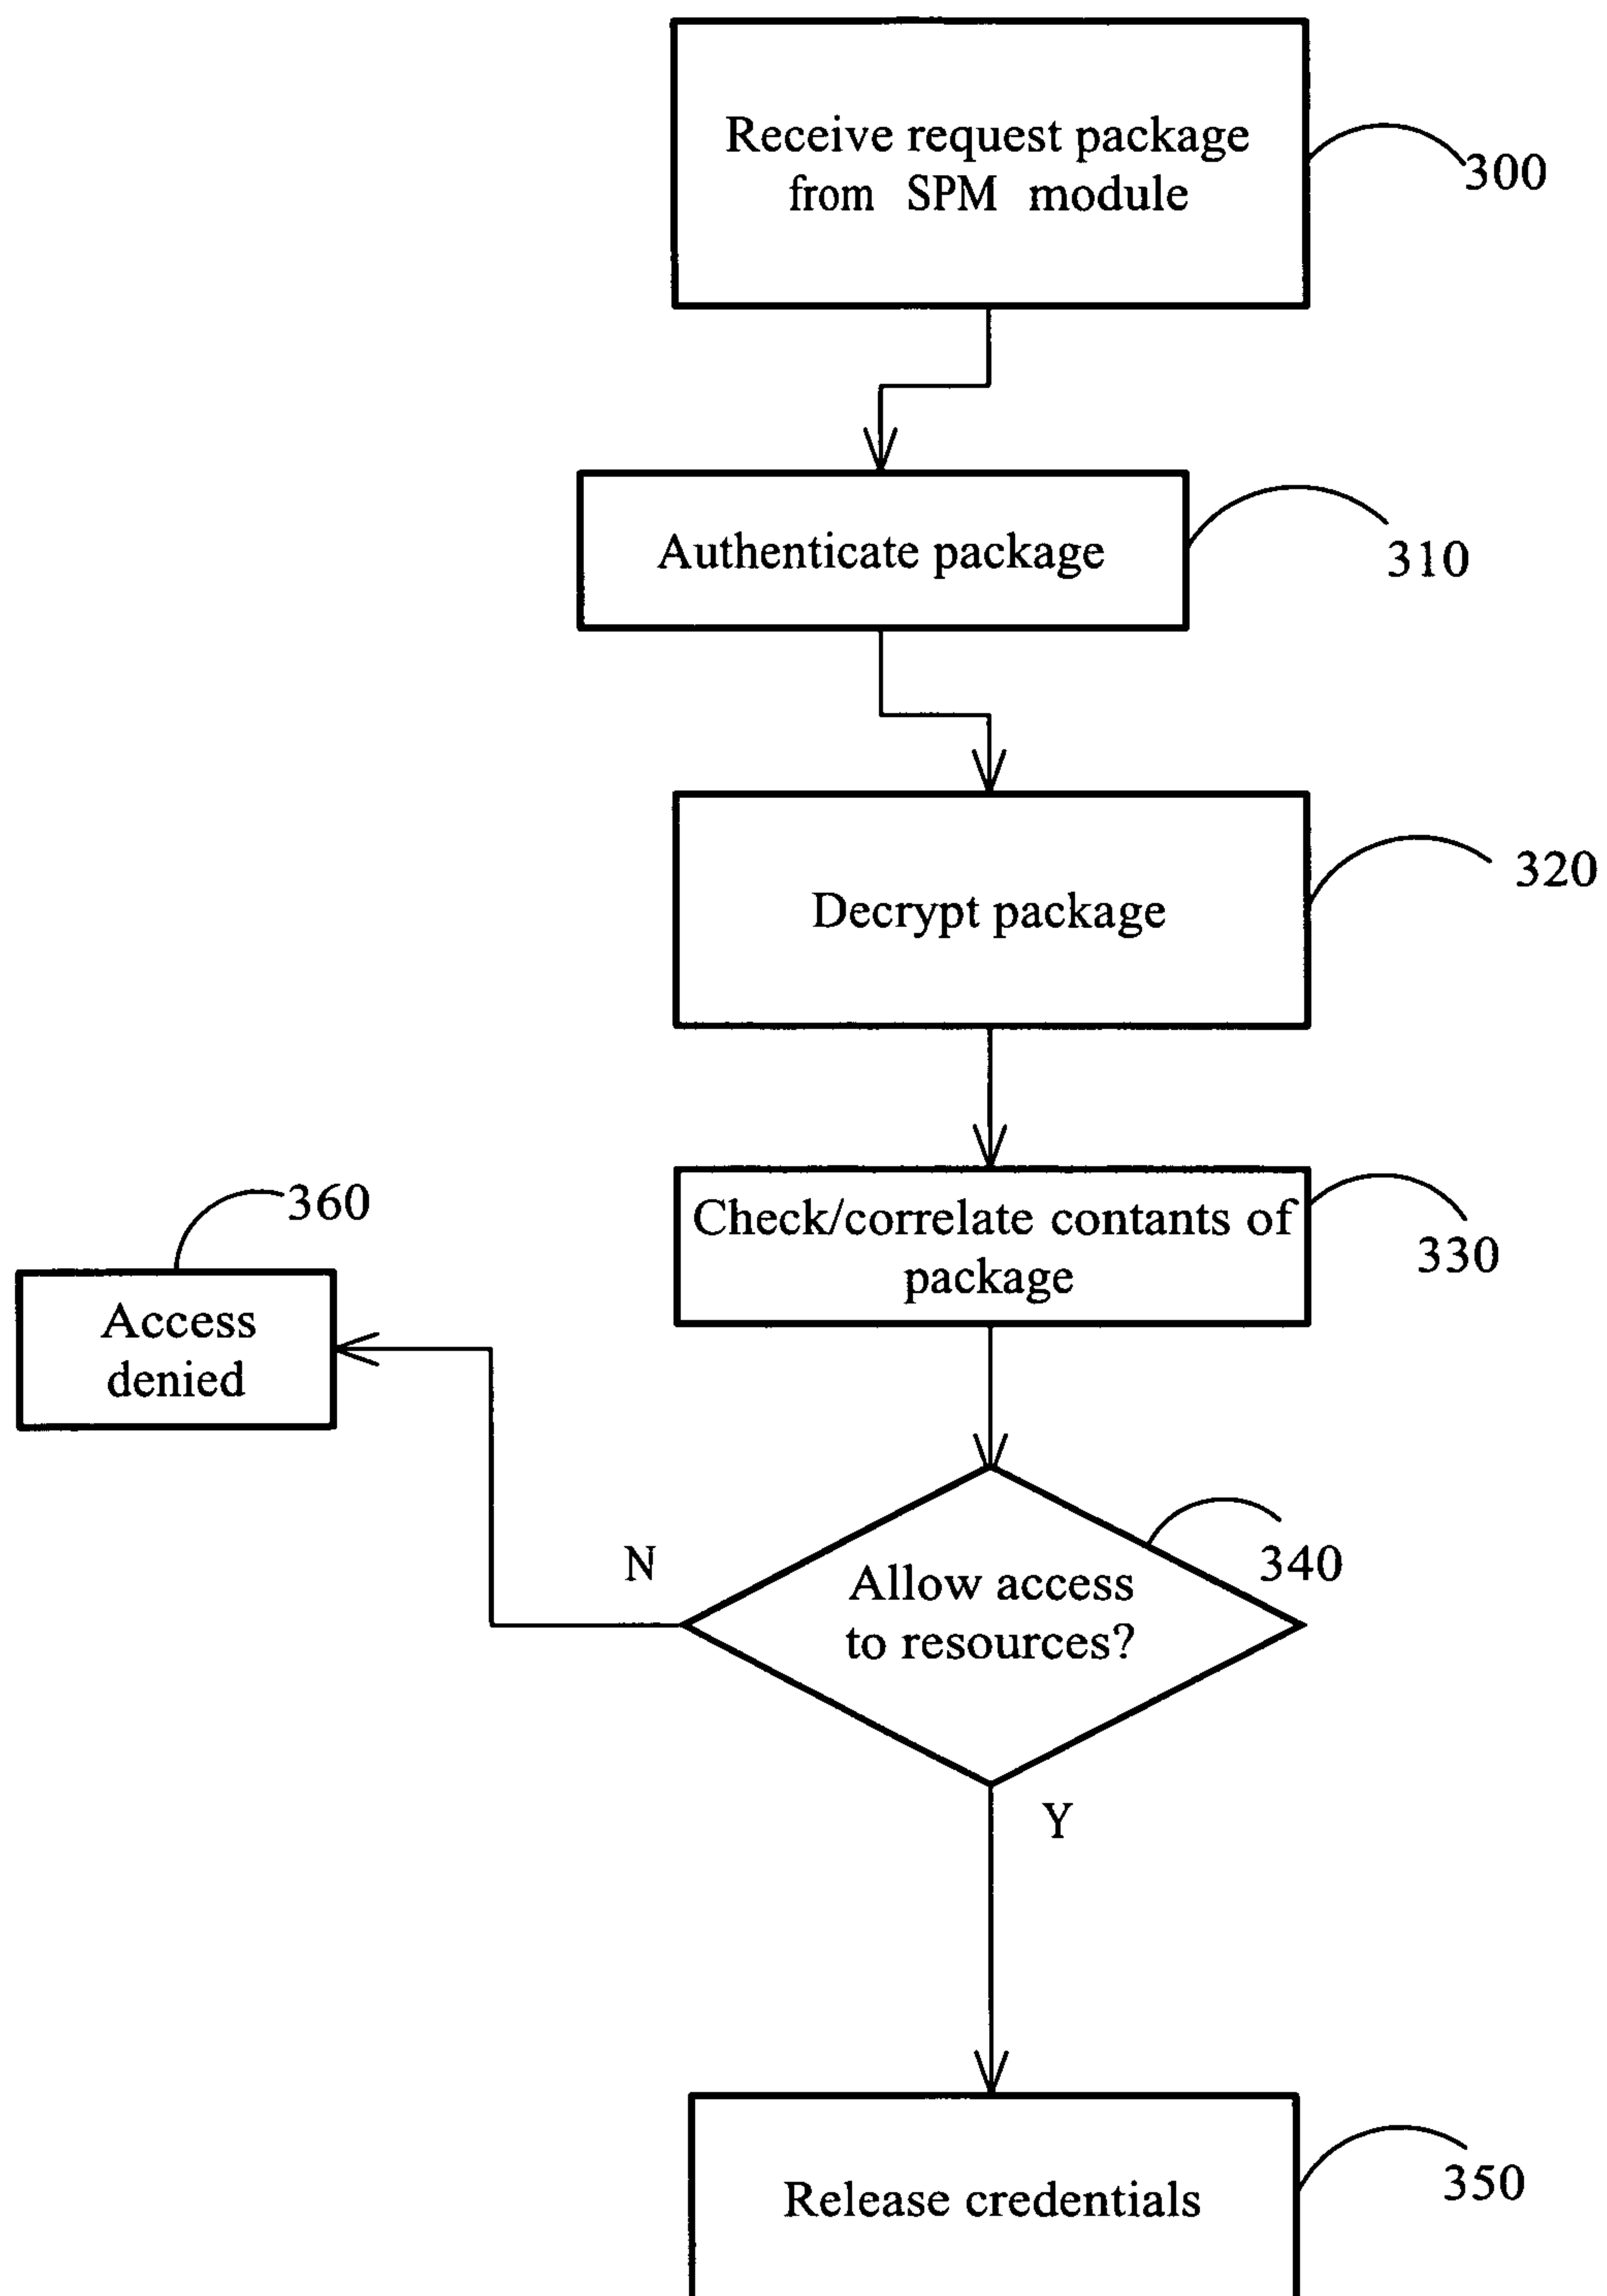 Receive request package
from SPM module
300
Authenticate package
310
Decrypt package
320
Check/correlate contants of
package
330
360
Access
denied
N
Allow access
to resources?
340
Y
Release credentials
350